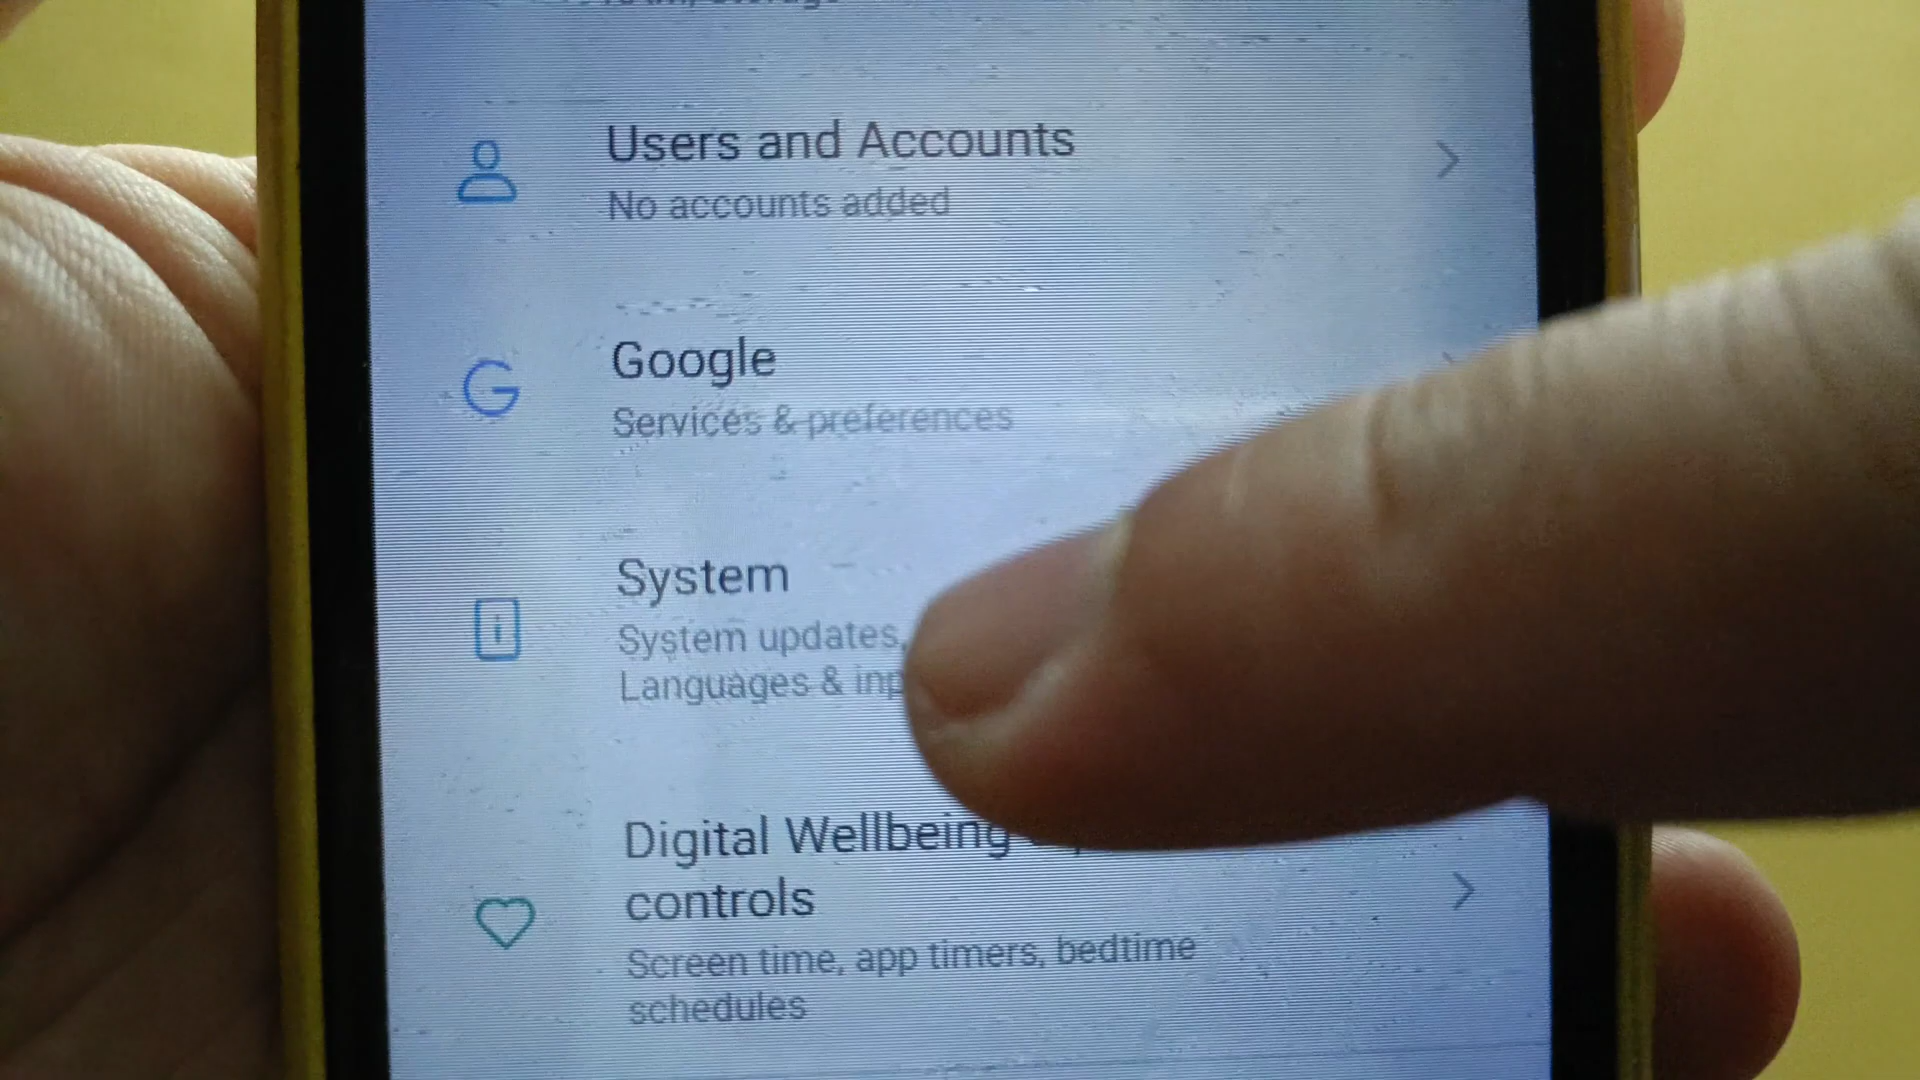 Users and Accounts
No accounts added
Google
Services & preferences
System
System updates,
Languages & inp
Digital Wellbeing
controls
Screen time, app timers, bedtime
schedules